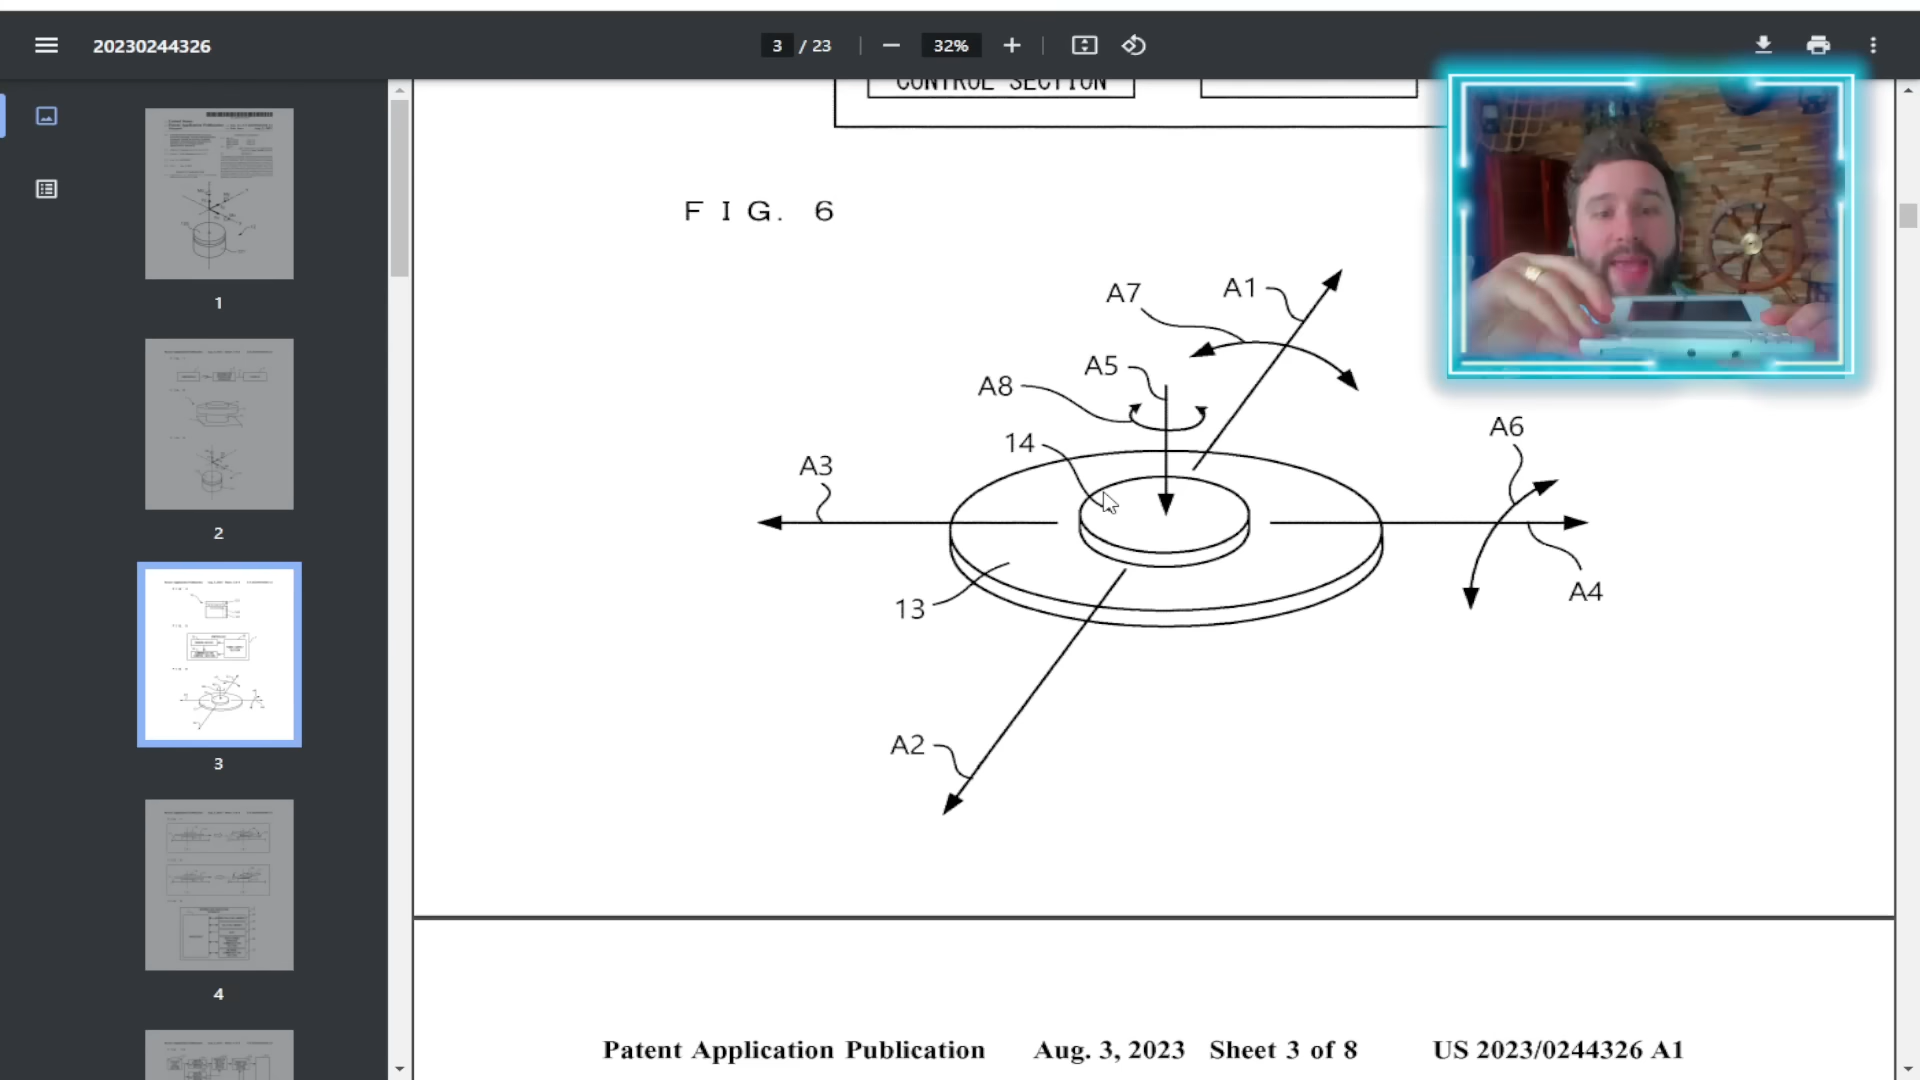 20230244326
3 / 23
32%
CONTROL SECTION
FIG. 6
A7
A1
A5
A8
A6
14
A3
A4
13
A2
1
2
3
4
Patent Application Publication Aug. 3, 2023 Sheet 3 of 8 US 2023/0244326 A1